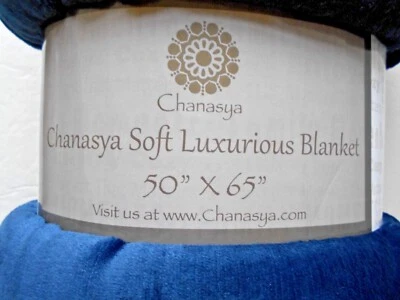 Chanasya
Chanasya Soft Luxurious Blanket
50" X 65"
Visit us at www.Chanasya.com